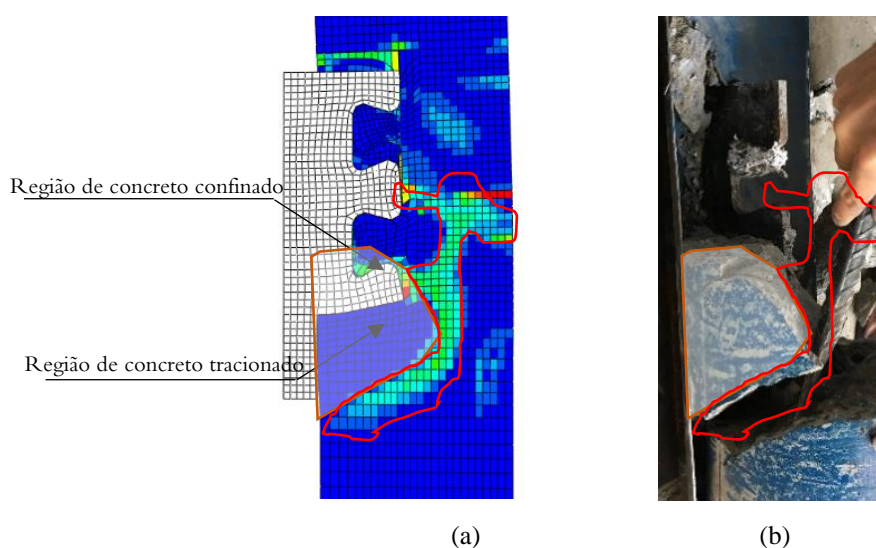 Região de concreto confinado
Região de concreto tracionado
(a)
(b)